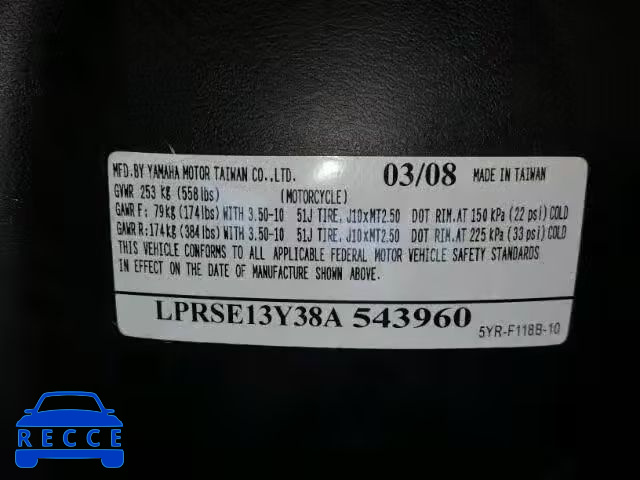 MFD.BY YAMAHA MOTOR TAIWAN CO.,LTD. 03/08 MADE IN TAIWAN
GVWR 253 kg (558 lbs) (MOTORCYCLE)
GAWR F: 79 kg (174 lbs) WITH 3.50-10 51J TIRE, J10xMT2.50 DOT RIM.AT 150 kPa (22 psi) COLD
GAWR R: 174 kg (384 lbs) WITH 3.50-10 51J TIRE, J10xMT2.50 DOT RIM.AT 225 kPa (33 psi) COLD
THIS VEHICLE CONFORMS TO ALL APPLICABLE FEDERAL MOTOR VEHICLE SAFETY STANDARDS
IN EFFECT ON THE DATE OF MANUFACTURE SHOWN ABOVE.
LPRSE13Y38A 543960
5YR-F118B-10
RECCE